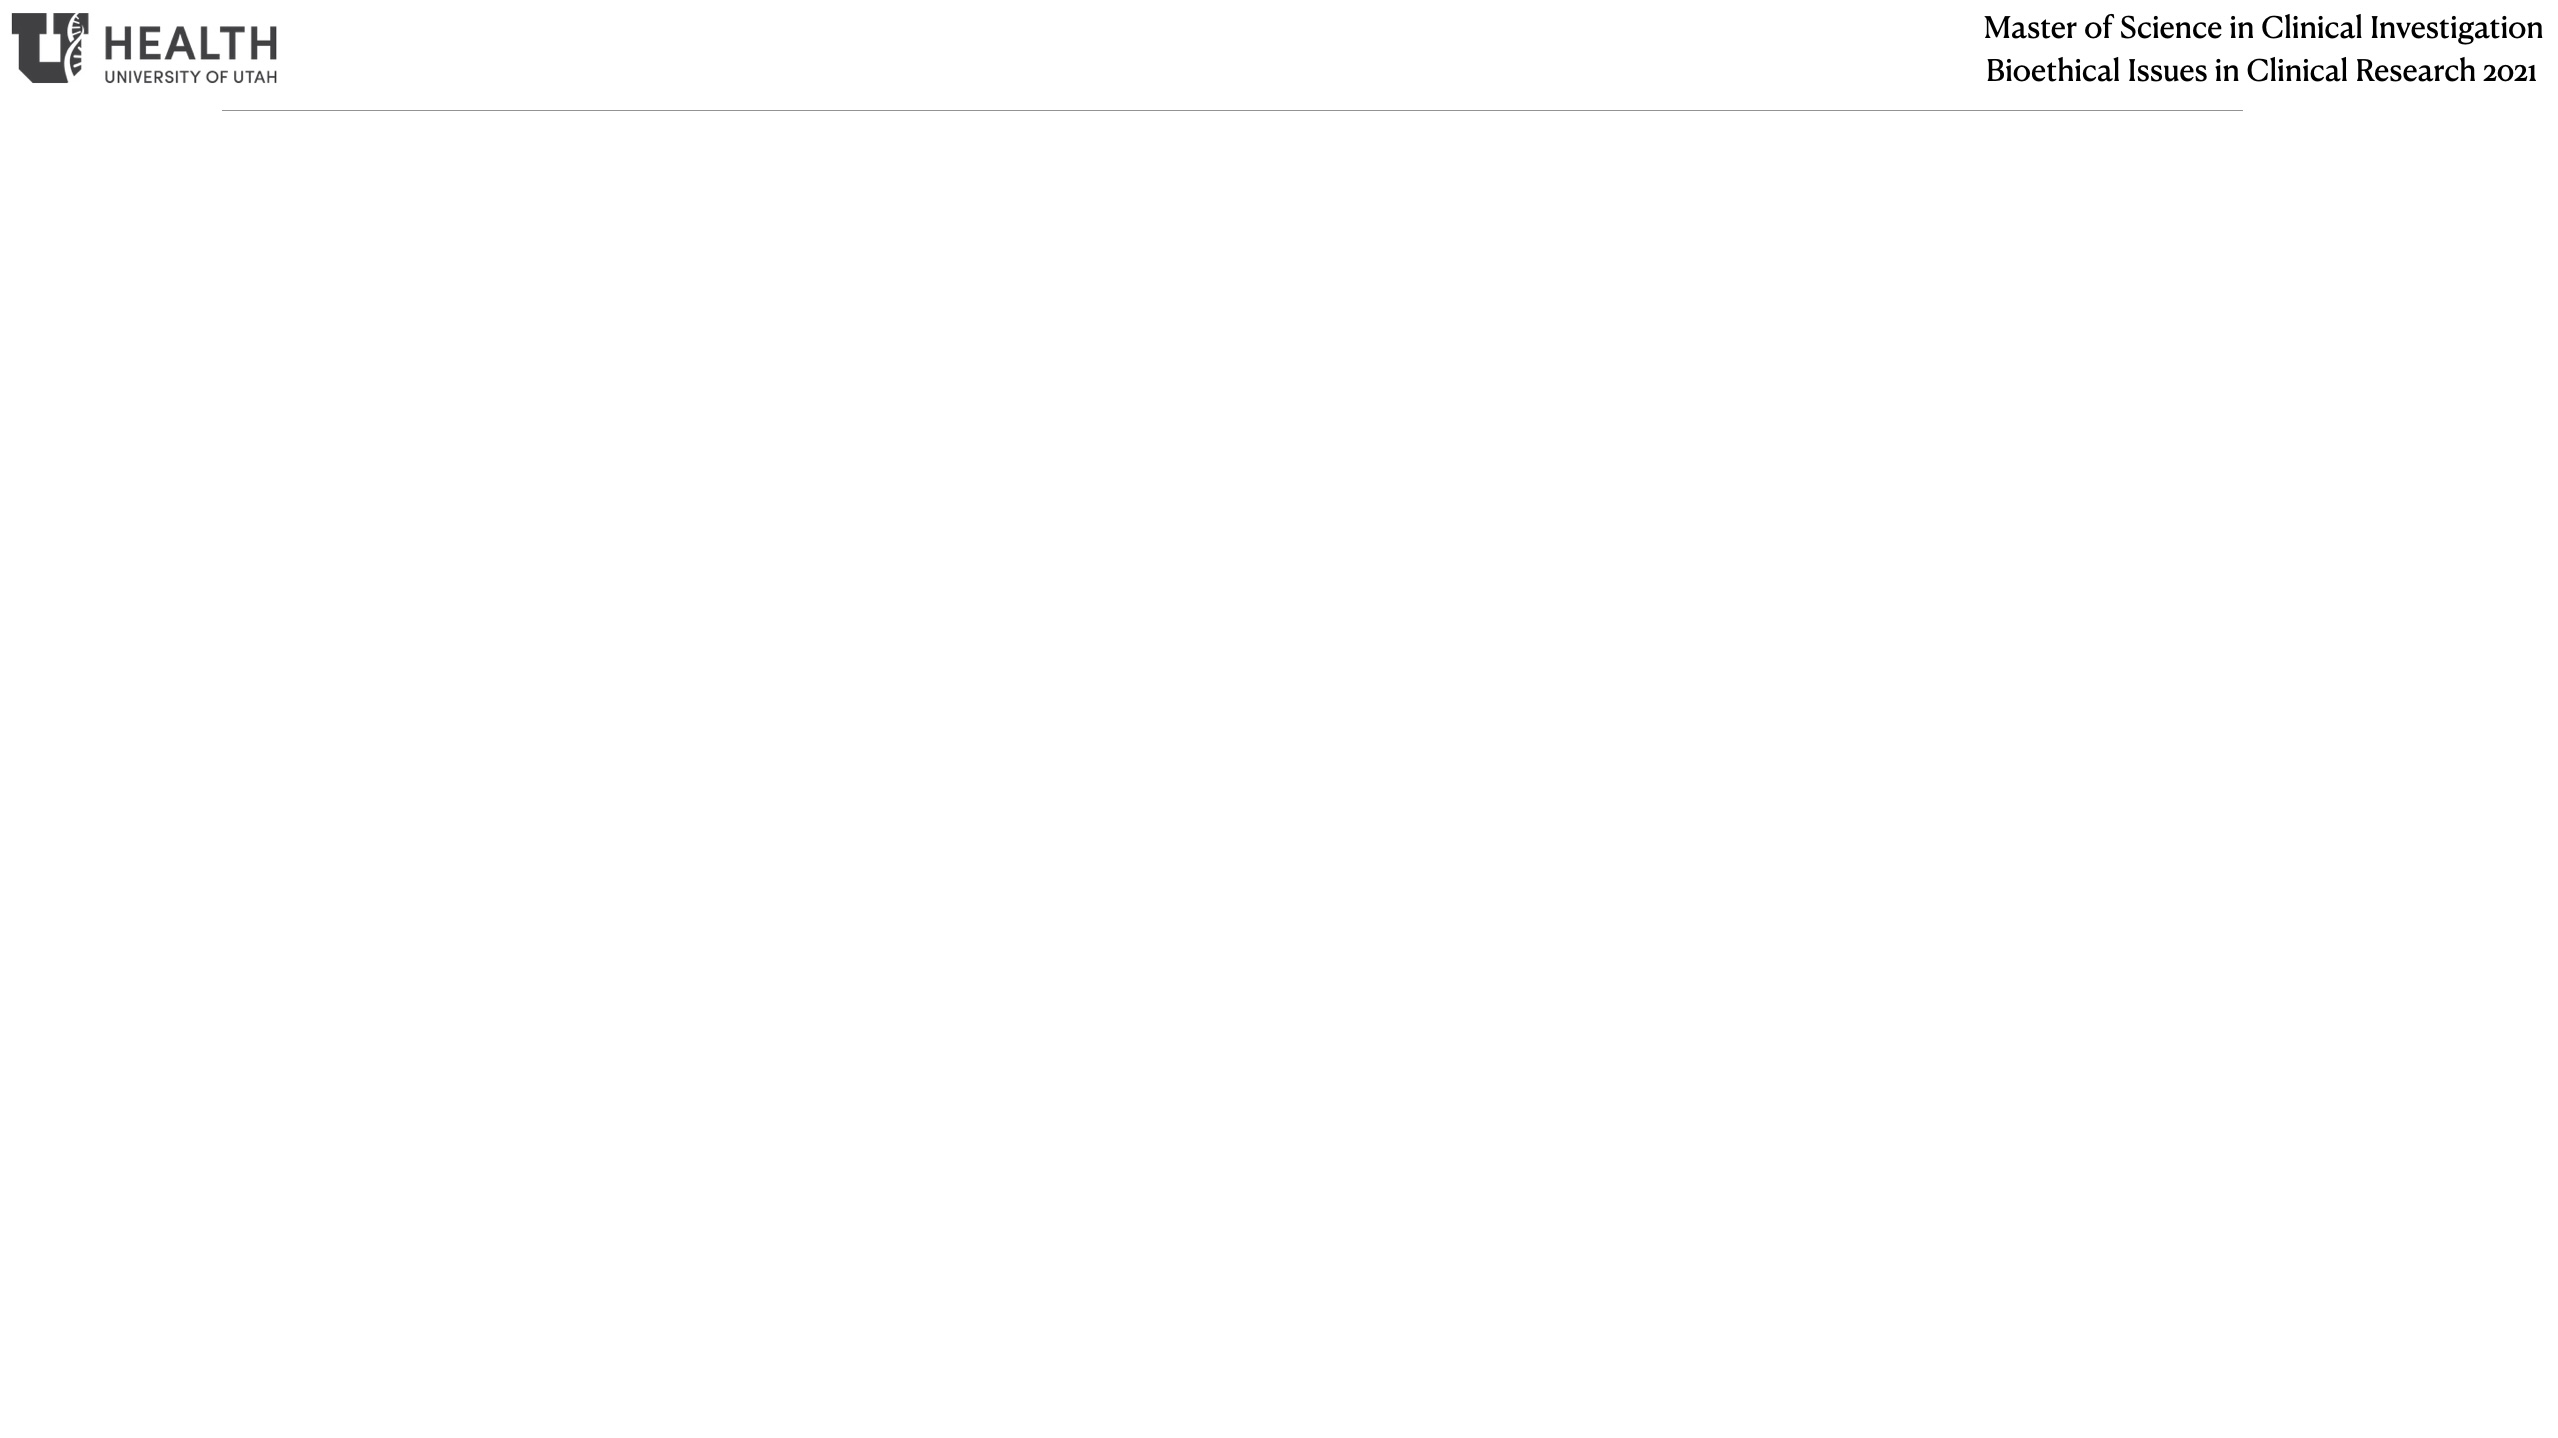 HEALTH
UNIVERSITY OF UTAH
Master of Science in Clinical Investigation
Bioethical Issues in Clinical Research 2021